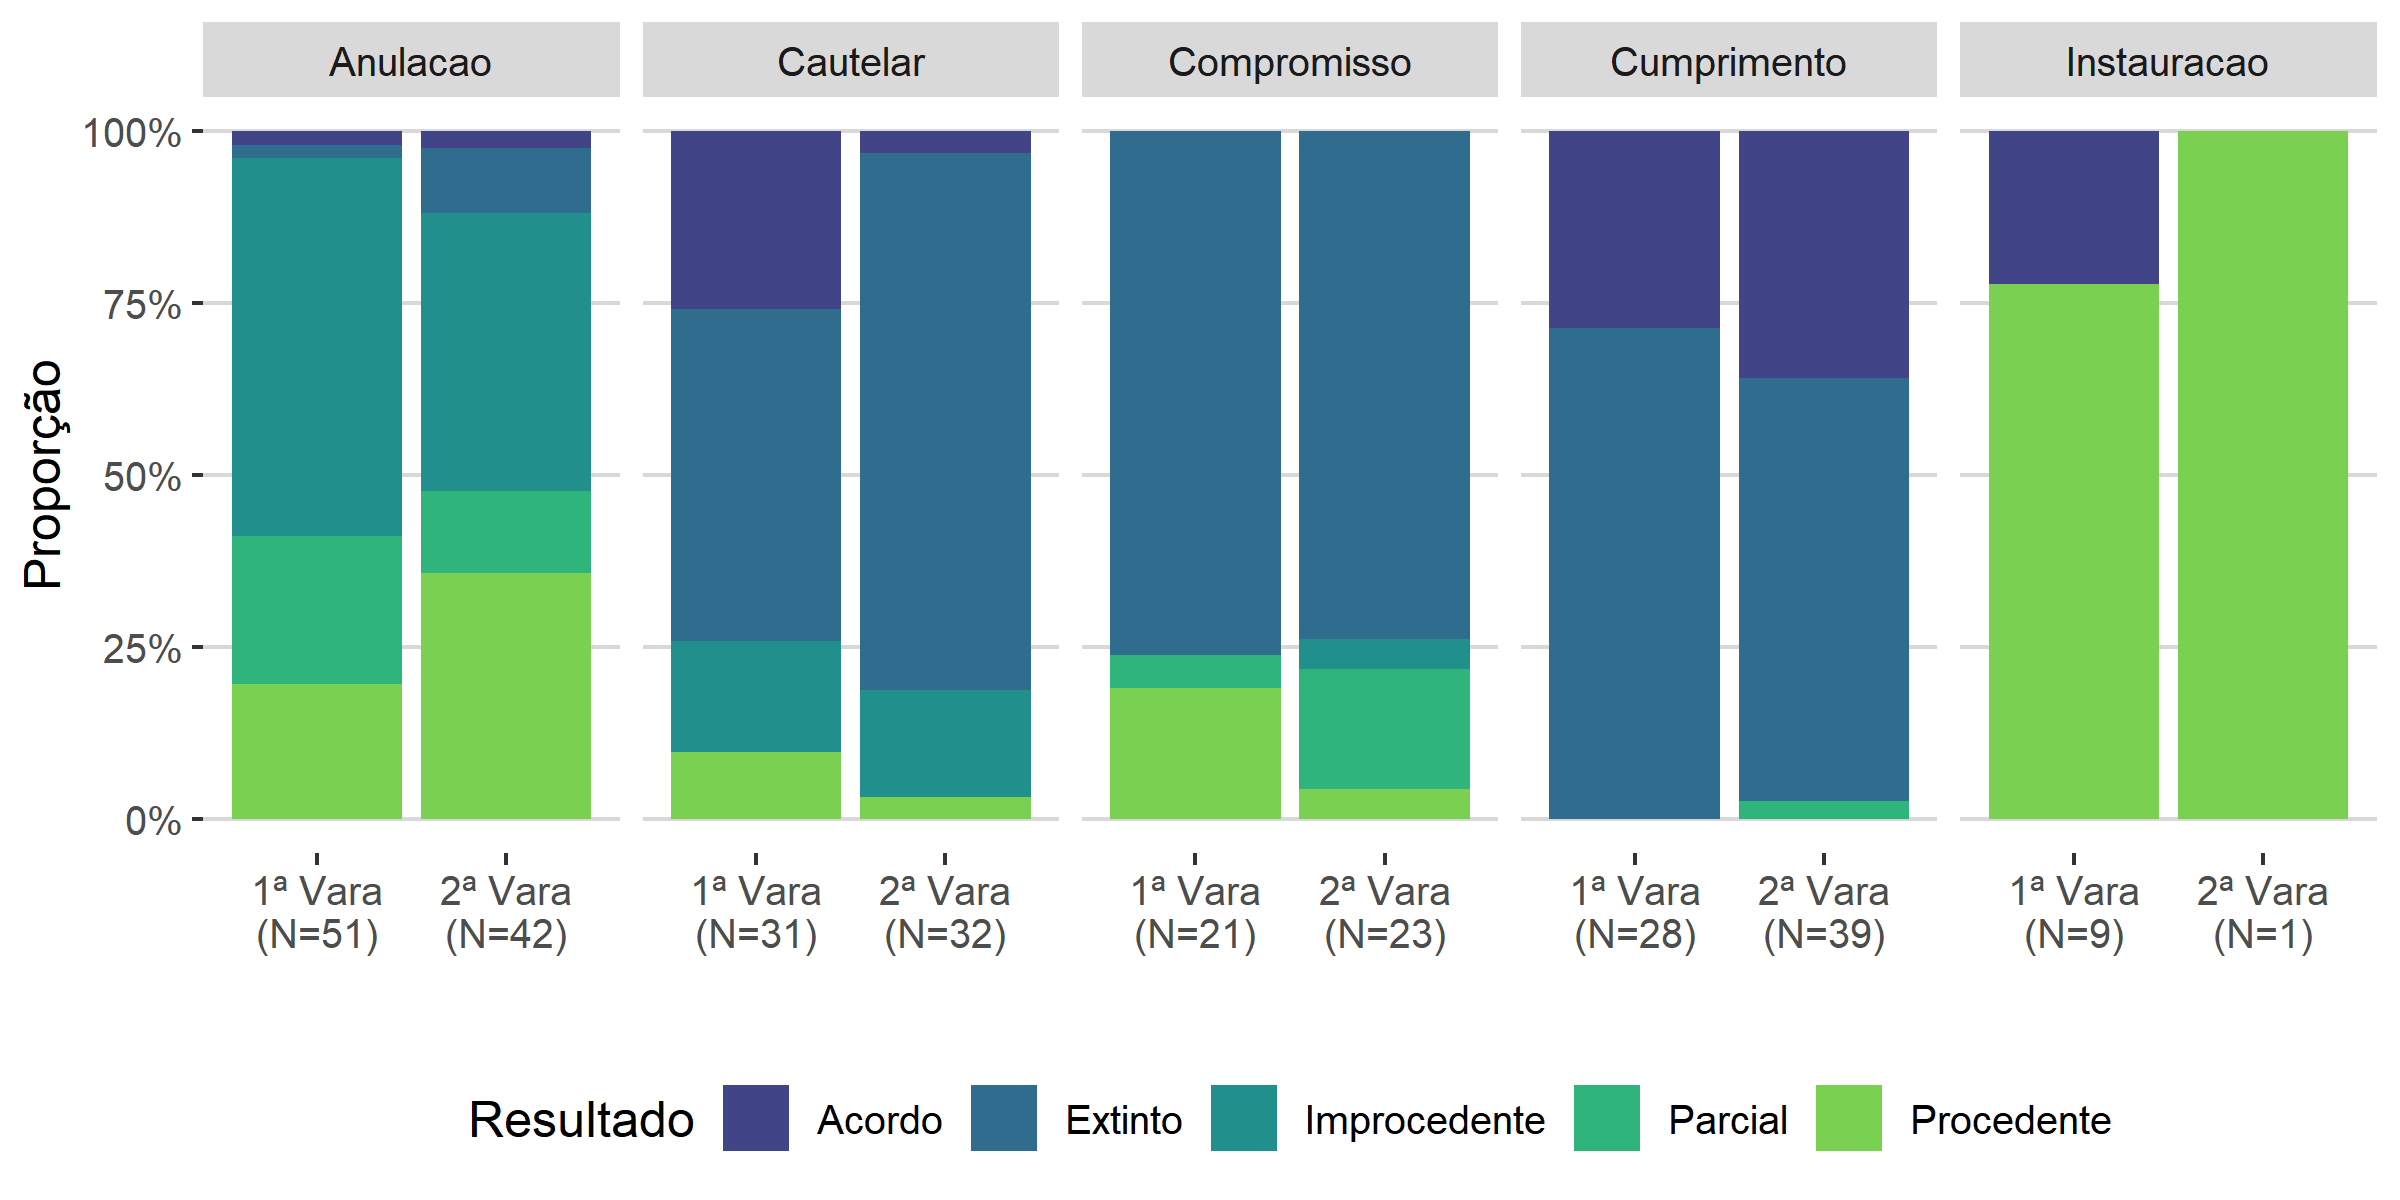 Anulacao
Cautelar
Compromisso
Cumprimento
Instauracao
Proporção
100%
75%
50%
25%
0%
1ª Vara
(N=51)
2ª Vara
(N=42)
1ª Vara
(N=31)
2ª Vara
(N=32)
1ª Vara
(N=21)
2ª Vara
(N=23)
1ª Vara
(N=28)
2ª Vara
(N=39)
1ª Vara
(N=9)
2ª Vara
(N=1)
Resultado
Acordo
Extinto
Improcedente
Parcial
Procedente